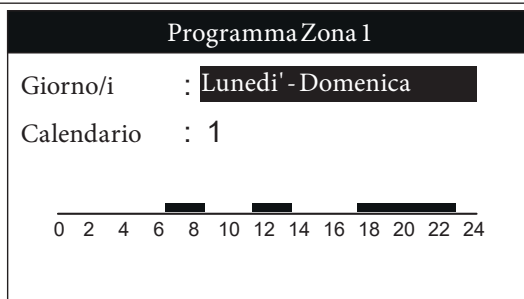 Programma Zona 1
Giorno/i : Lunedi' - Domenica
Calendario : 1
0 2 4 6 8 10 12 14 16 18 20 22 24